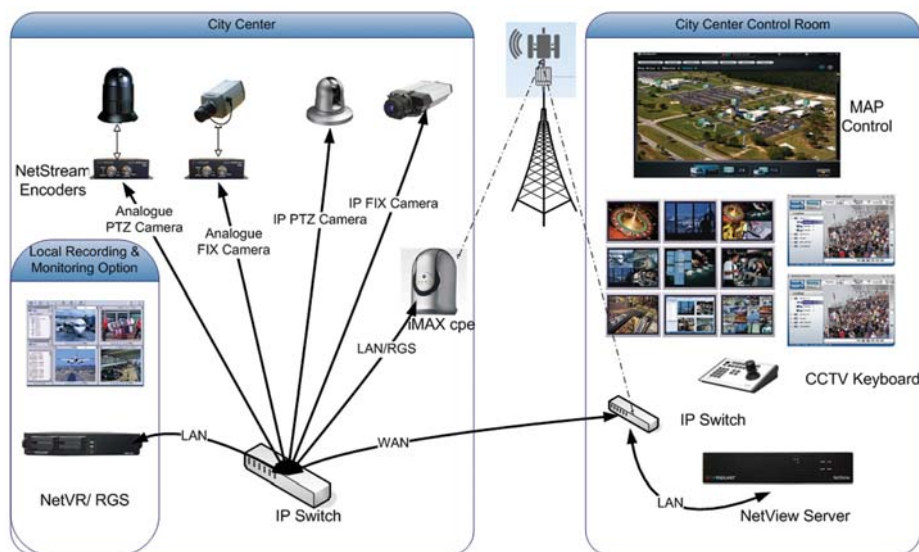 City Center
City Center Control Room
MAP
Control
NetStream
Encoders
Analogue
PTZ Camera
Analogue
FIX Camera
IP PTZ Camera
IP FIX Camera
Local Recording &
Monitoring Option
iMAX cpe
LAN/RGS
CCTV Keyboard
LAN
WAN
IP Switch
NetVR/ RGS
IP Switch
LAN
NetView Server